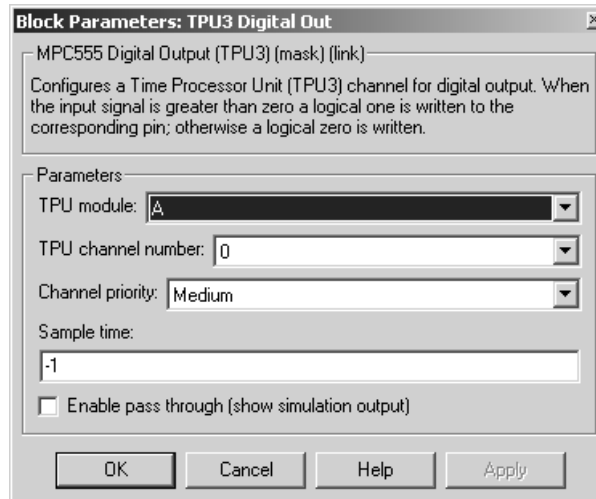 Block Parameters: TPU3 Digital Out
MPC555 Digital Output (TPU3) (mask) (link)
Configures a Time Processor Unit (TPU3) channel for digital output. When
the input signal is greater than zero a logical one is written to the
corresponding pin; otherwise a logical zero is written.
Parameters
TPU module: A
TPU channel number: 0
Channel priority: Medium
Sample time:
-1
Enable pass through (show simulation output)
OK Cancel Help Apply